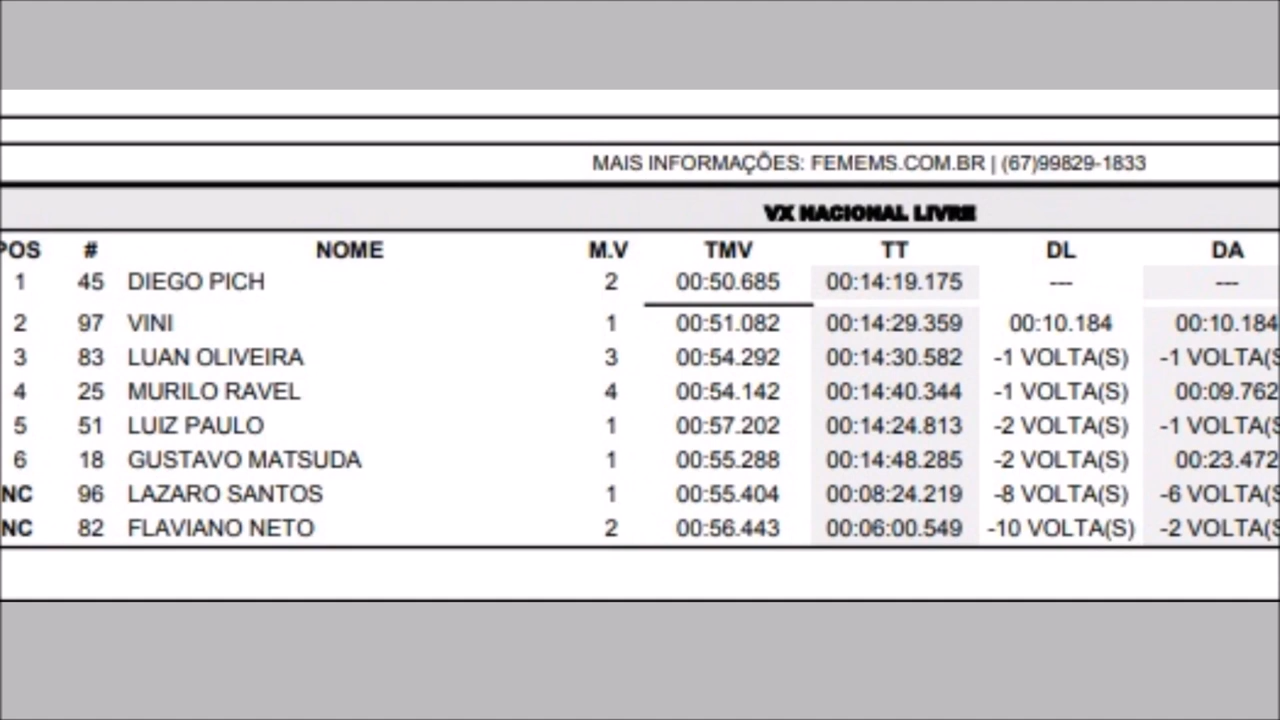 MAIS INFORMAÇÕES: FEMEMS.COM.BR | (67)99829-1833
VX NACIONAL LIVRE
POS # NOME M.V TMV TT DL DA
1 45 DIEGO PICH 2 00:50.685 00:14:19.175 --- ---
2 97 VINI 1 00:51.082 00:14:29.359 00:10.184 00:10.184
3 83 LUAN OLIVEIRA 3 00:54.292 00:14:30.582 -1 VOLTA(S) -1 VOLTA(S
4 25 MURILO RAVEL 4 00:54.142 00:14:40.344 -1 VOLTA(S) 00:09.762
5 51 LUIZ PAULO 1 00:57.202 00:14:24.813 -2 VOLTA(S) -1 VOLTA(S
6 18 GUSTAVO MATSUDA 1 00:55.288 00:14:48.285 -2 VOLTA(S) 00:23.472
NC 96 LAZARO SANTOS 1 00:55.404 00:08:24.219 -8 VOLTA(S) -6 VOLTA(S
NC 82 FLAVIANO NETO 2 00:56.443 00:06:00.549 -10 VOLTA(S) -2 VOLTA(S